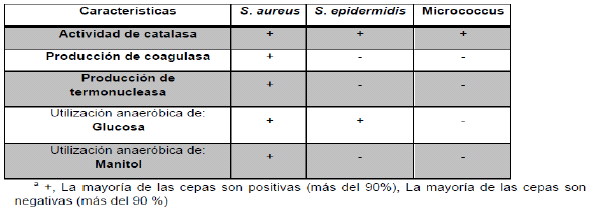 Características S. aureus S. epidermidis Micrococcus
Actividad de catalasa + + +
Producción de coagulasa + - -
Producción de
termonucleasa + - -
Utilización anaeróbica de:
Glucosa + + -
Utilización anaeróbica de:
Manitol + - -
a +, La mayoría de las cepas son positivas (más del 90%), La mayoría de las cepas son
negativas (más del 90 %)